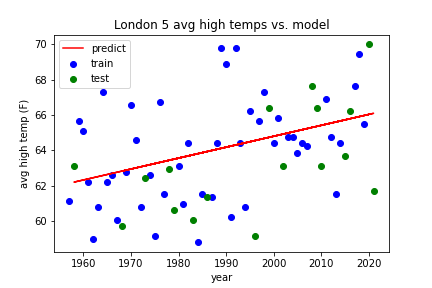 London 5 avg high temps vs. model
predict
train
test
avg high temp (F)
70
68
66
64
62
60
1960 1970 1980 1990 2000 2010 2020
year